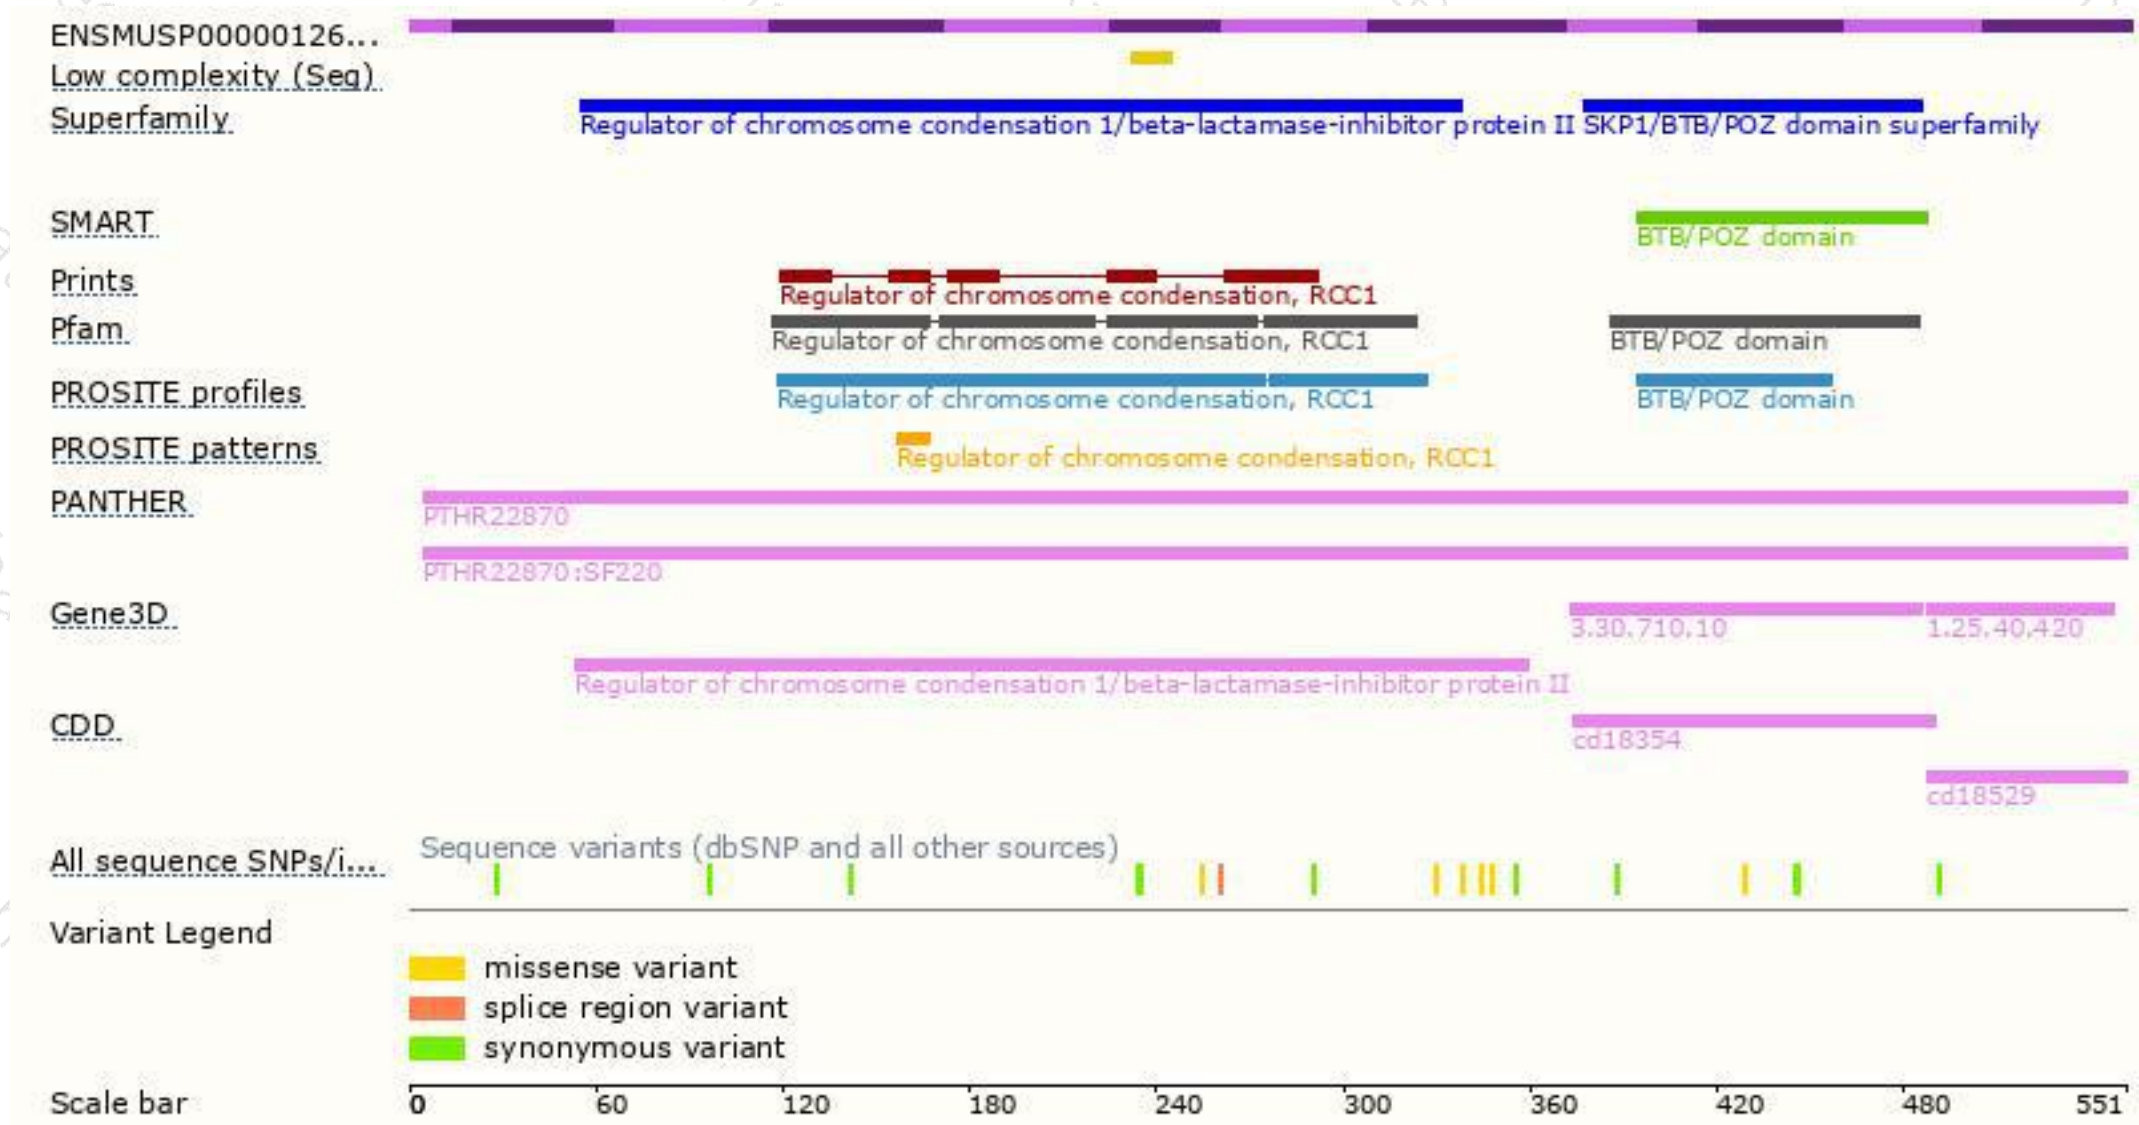 ENSMUSP00000126...
Low complexity (Seg)
Superfamily
Regulator of chromosome condensation 1/beta-lactamase-inhibitor protein II SKP1/BTB/POZ domain superfamily
SMART
BTB/POZ domain
Prints
Regulator of chromosome condensation, RCC1
Pfam
Regulator of chromosome condensation, RCC1 BTB/POZ domain
PROSITE profiles
Regulator of chromosome condensation, RCC1 BTB/POZ domain
PROSITE patterns
Regulator of chromosome condensation, RCC1
PANTHER
PTHR22870
PTHR22870:SF220
Gene3D
3.30.710.10 1.25.40.420
Regulator of chromosome condensation 1/beta-lactamase-inhibitor protein II
CDD
cd18354
cd18529
Sequence variants (dbSNP and all other sources)
All sequence SNPs/i...
Variant Legend
missense variant
splice region variant
synonymous variant
Scale bar 0 60 120 180 240 300 360 420 480 551